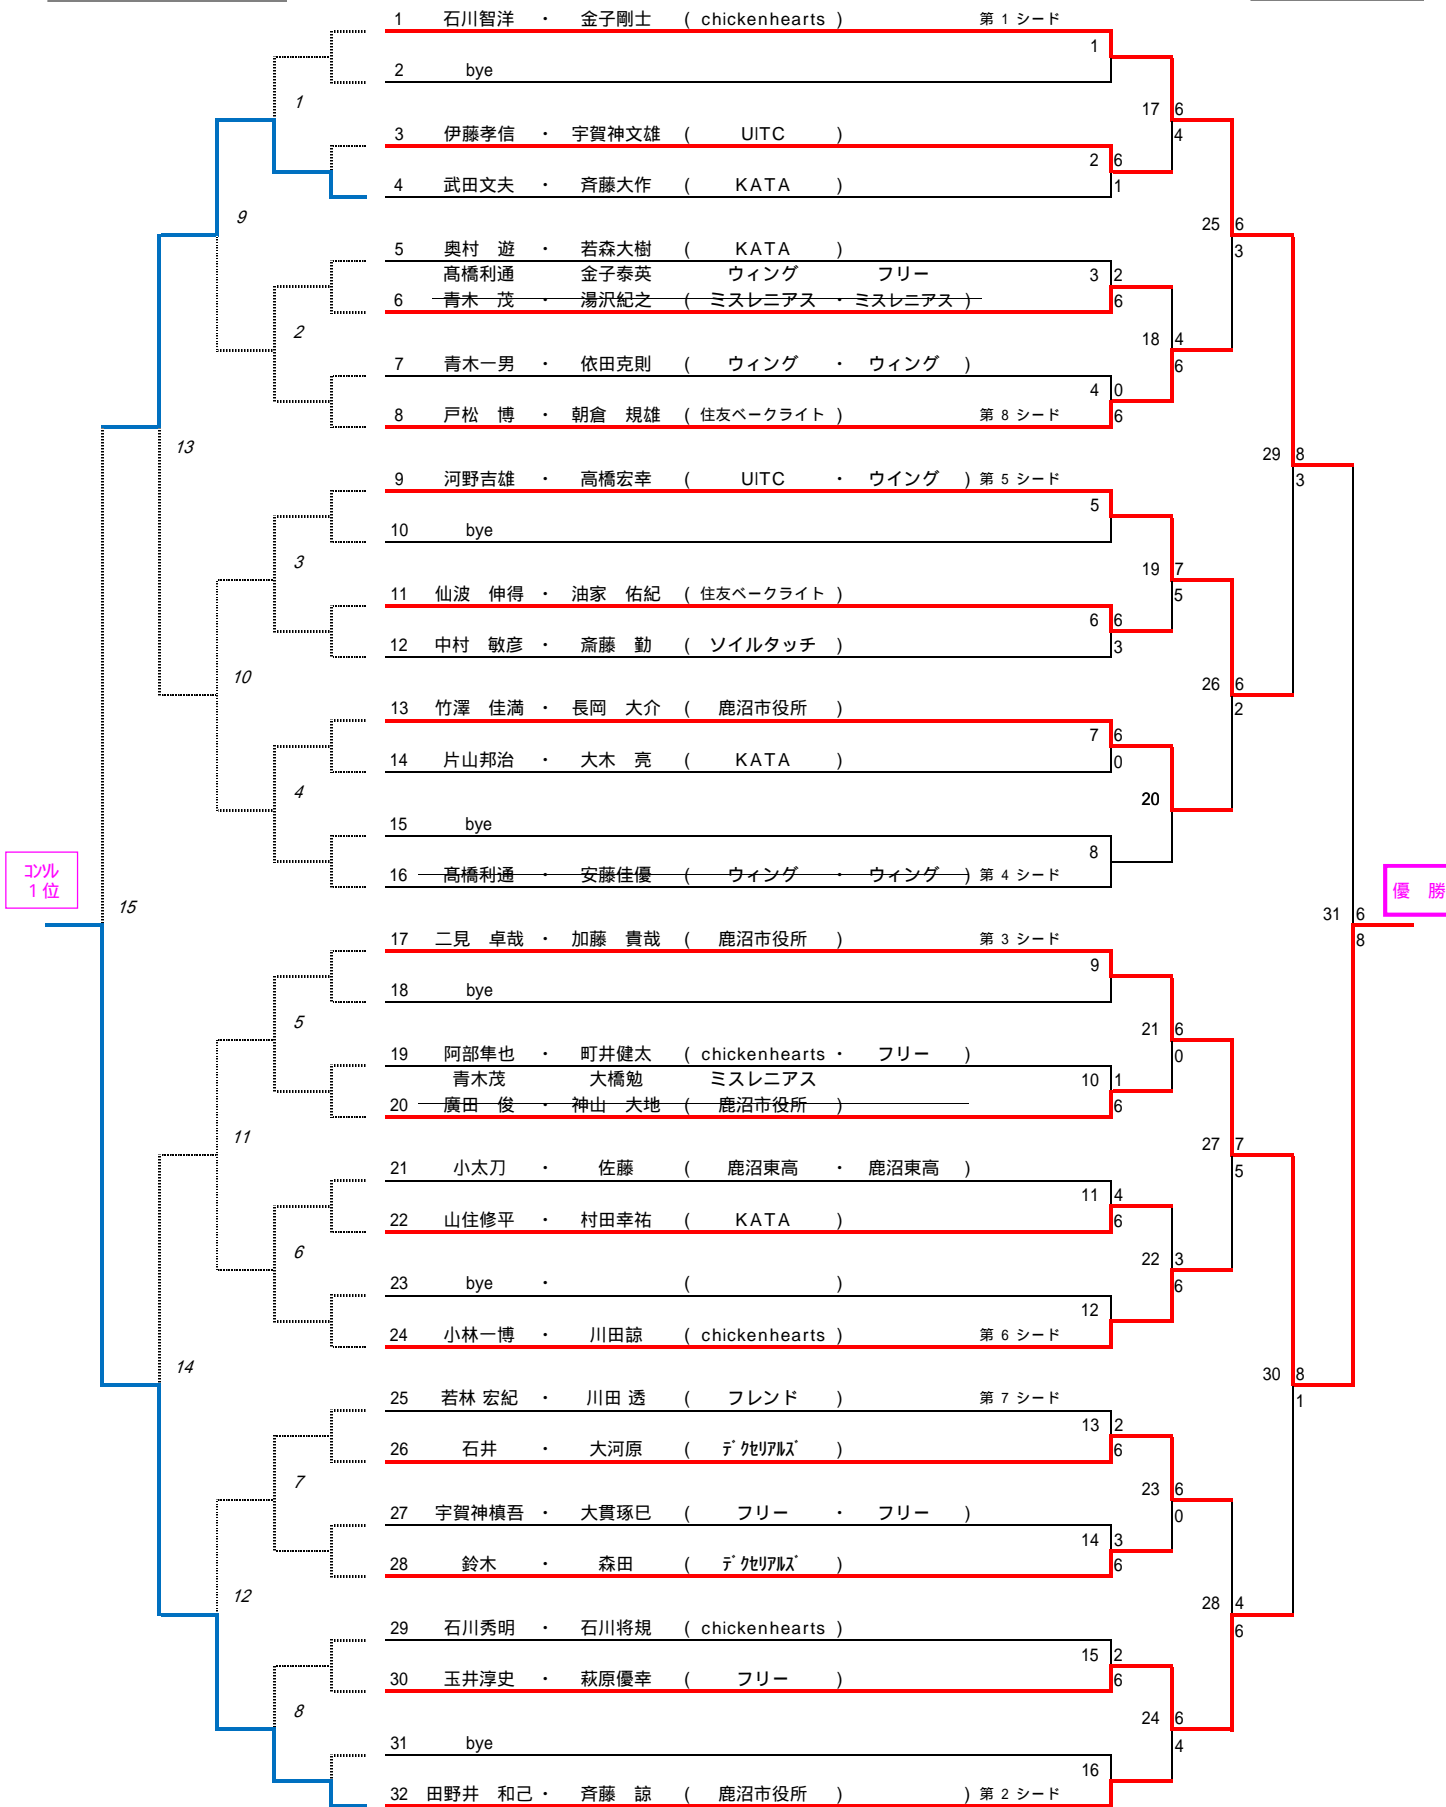 1 石川智洋 ・ 金子剛士 ( chickenhearts ) 第 1 シード
1
2 bye
1
17 6
4
3 伊藤孝信 ・ 宇賀神文雄 ( UITC )
2 6
1
4 武田文夫 ・ 斉藤大作 ( KATA )
9
25 6
3
5 奥村 遊 ・ 若森大樹 ( KATA )
髙橋利通 金子泰英 ウィング フリー
3 2
6
6 青木 茂 ・ 湯沢紀之 ( ミスレニアス ・ ミスレニアス )
2
18 4
6
7 青木一男 ・ 依田克則 ( ウィング ・ ウィング )
4 0
6
8 戸松 博 ・ 朝倉 規雄 ( 住友ベークライト ) 第 8 シード
13
29 8
3
9 河野吉雄 ・ 高橋宏幸 ( UITC ・ ウイング ) 第 5 シード
5
10 bye
3
19 7
5
11 仙波 伸得 ・ 油家 佑紀 ( 住友ベークライト )
6 6
3
12 中村 敏彦 ・ 斎藤 勤 ( ソイルタッチ )
10
26 6
2
13 竹澤 佳満 ・ 長岡 大介 ( 鹿沼市役所 )
7 6
0
14 片山邦治 ・ 大木 亮 ( KATA )
4
20
15 bye
8
16 髙橋利通 ・ 安藤佳優 ( ウィング ・ ウィング ) 第 4 シード
コンソル
1 位
15
優 勝
31 6
8
17 二見 卓哉 ・ 加藤 貴哉 ( 鹿沼市役所 ) 第 3 シード
9
18 bye
5
21 6
0
19 阿部隼也 ・ 町井健太 ( chickenhearts ・ フリー )
青木茂 大橋勉 ミスレニアス
10 1
6
20 廣田 俊 ・ 神山 大地 ( 鹿沼市役所 )
11
27 7
5
21 小太刀 ・ 佐藤 ( 鹿沼東高 ・ 鹿沼東高 )
11 4
6
22 山住修平 ・ 村田幸祐 ( KATA )
6
22 3
6
23 bye ・ ( )
12
24 小林一博 ・ 川田諒 ( chickenhearts ) 第 6 シード
14
30 8
1
25 若林 宏紀 ・ 川田 透 ( フレンド ) 第 7 シード
13 2
6
26 石井 ・ 大河原 ( デクセリアルズ )
7
23 6
0
27 宇賀神槙吾 ・ 大貫琢巳 ( フリー ・ フリー )
14 3
6
28 鈴木 ・ 森田 ( デクセリアルズ )
12
28 4
6
29 石川秀明 ・ 石川将規 ( chickenhearts )
15 2
6
30 玉井淳史 ・ 萩原優幸 ( フリー )
8
24 6
4
31 bye
16
32 田野井 和己 ・ 斉藤 諒 ( 鹿沼市役所 ) ) 第 2 シード